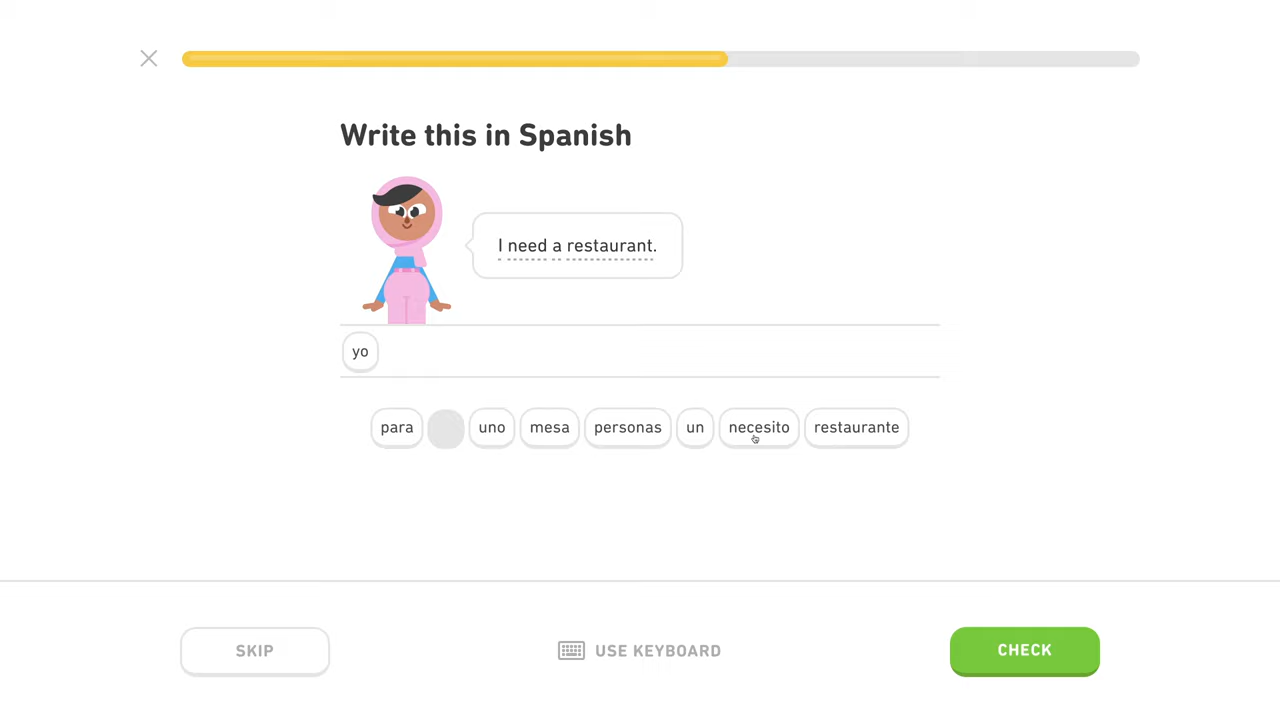 Write this in Spanish
I need a restaurant.
yo
para uno mesa personas un necesito restaurante
SKIP USE KEYBOARD CHECK